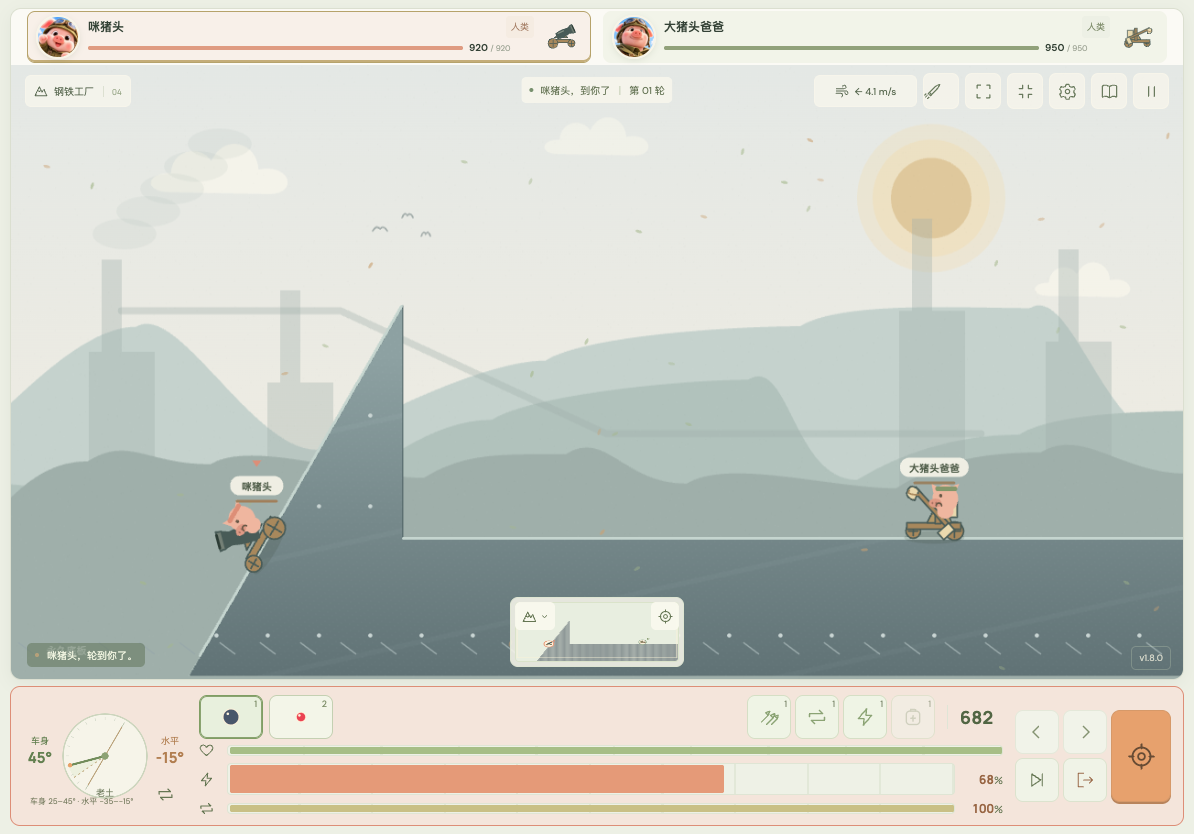 咪猪头
人类
920 / 920
大猪头爸爸
人类
950 / 950
钢铁工厂 04
咪猪头，到你了 | 第 01 轮
← 4.1 m/s
咪猪头
大猪头爸爸
咪猪头，轮到你了。
v1.8.0
车身
45°
水平
-15°
老土
车身 25–45° · 水平 -35–-15°
1
2
1
1
1
1
682
68%
100%